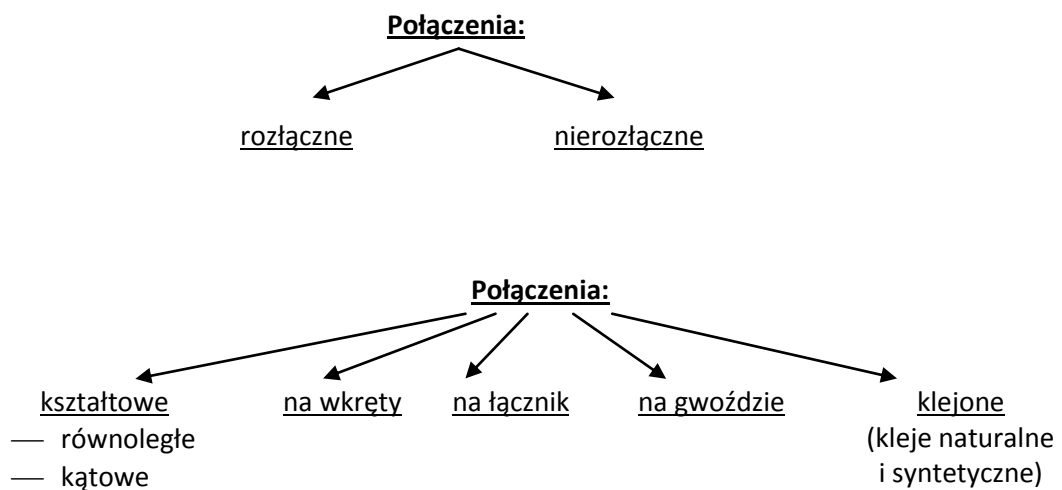 Połączenia:
rozłączne nierozłączne
Połączenia:
kształtowe na wkręty na łącznik na gwoździe klejone
— równoległe (kleje naturalne
— kątowe i syntetyczne)